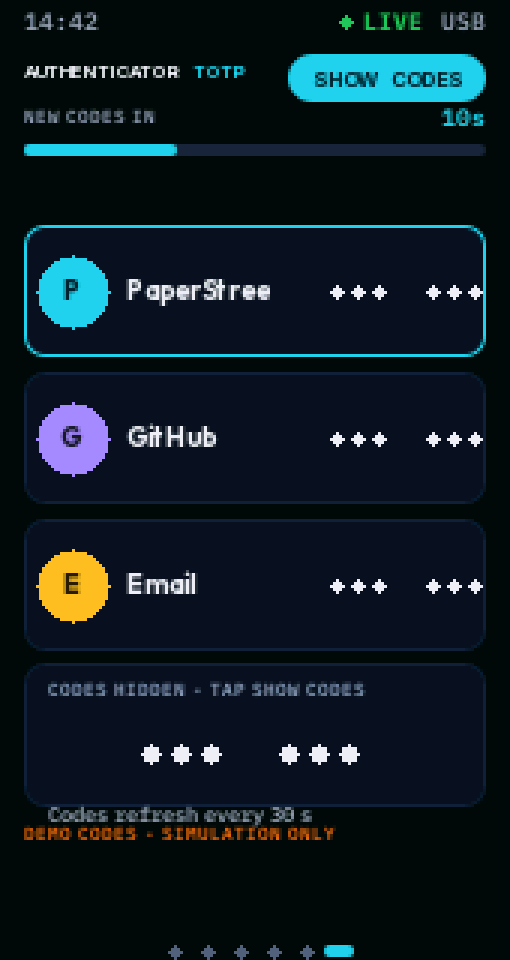 14:42 LIVE USB
AUTHENTICATOR TOTP SHOW CODES
NEW CODES IN 10s
P PaperStree
G GitHub
E Email
CODES HIDDEN - TAP SHOW CODES
Codes refresh every 30 s
DEMO CODES - SIMULATION ONLY